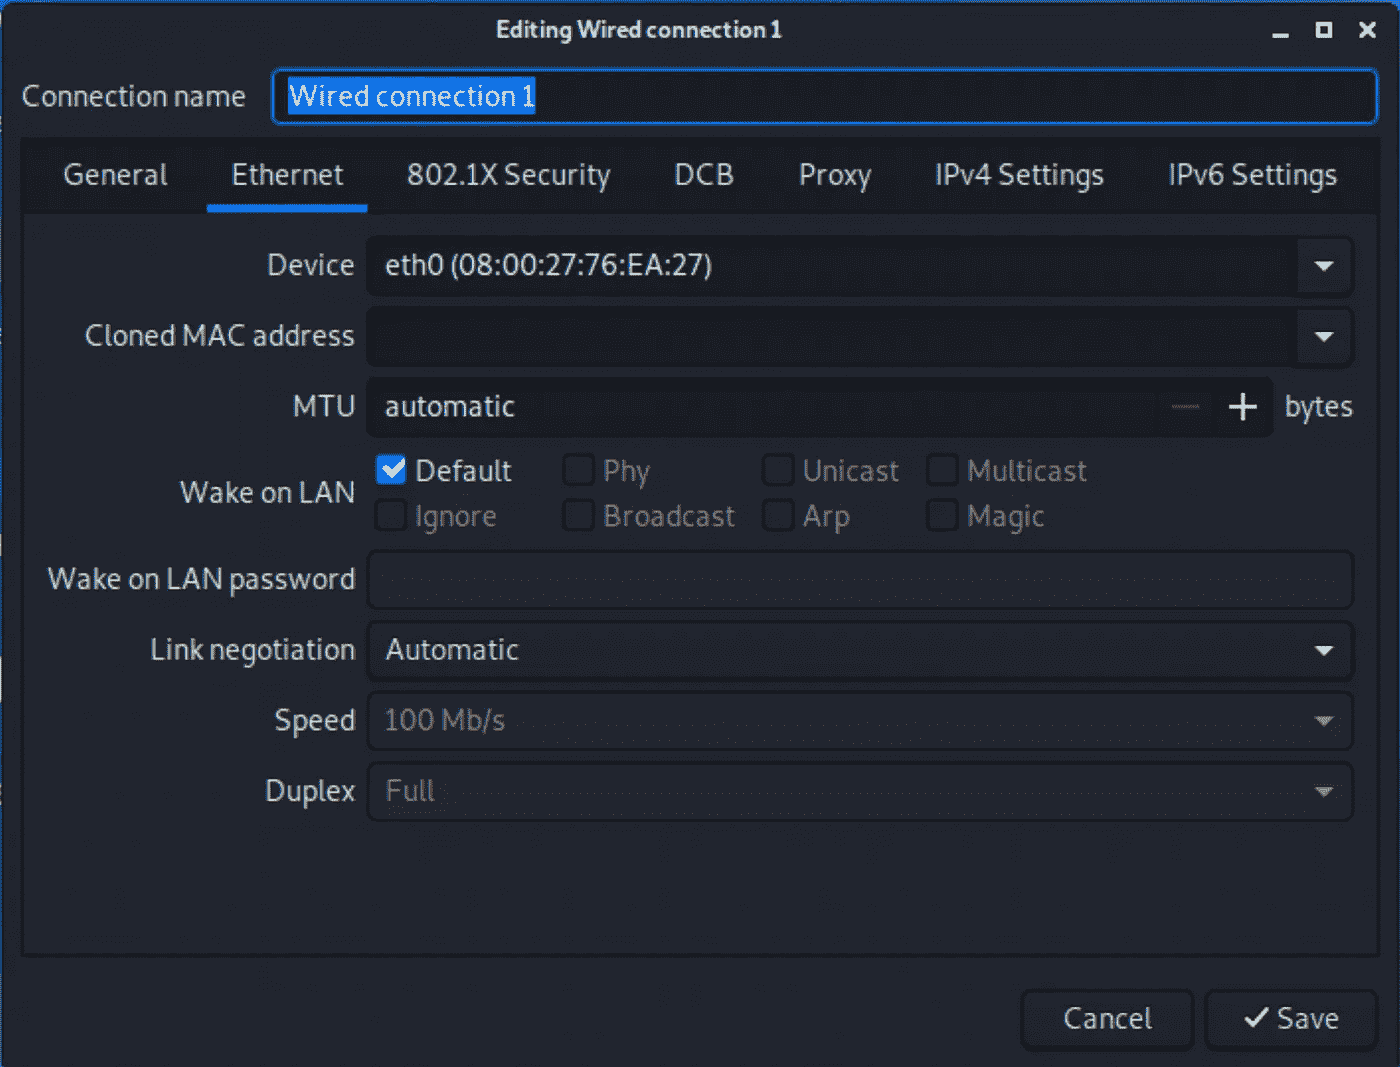 Editing Wired connection 1
Connection name Wired connection 1
General Ethernet 802.1X Security DCB Proxy IPv4 Settings IPv6 Settings
Device eth0 (08:00:27:76:EA:27)
Cloned MAC address
MTU automatic bytes
Wake on LAN
Default Phy Unicast Multicast
Ignore Broadcast Arp Magic
Wake on LAN password
Link negotiation Automatic
Speed 100 Mb/s
Duplex Full
Cancel Save